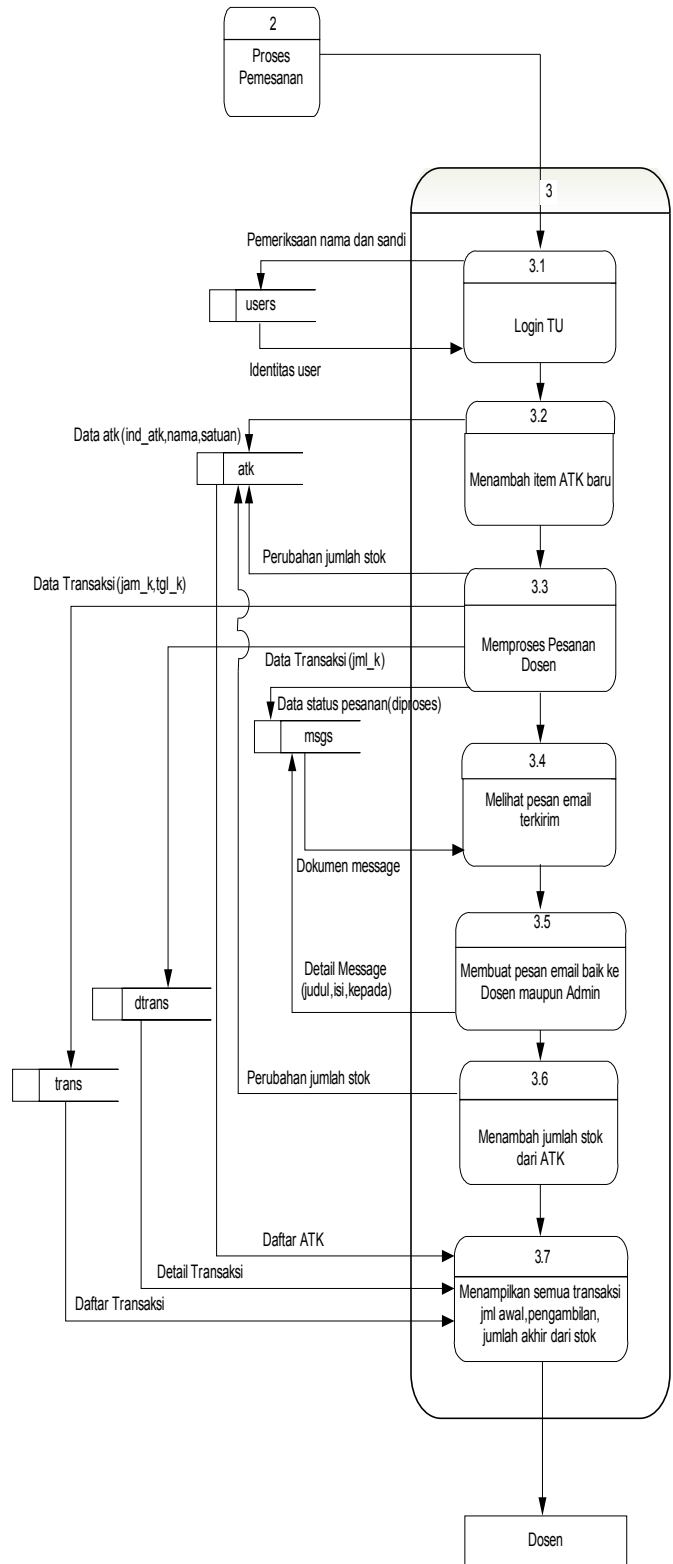 2
Proses
Pemesanan
3
Pemeriksaan nama dan sandi
3.1
users
Login TU
Identitas user
3.2
Data atk (ind_atk,nama,satuan)
atk
Menambah item ATK baru
Perubahan jumlah stok
3.3
Data Transaksi (jam_k,tgl_k)
Memproses Pesanan
Dosen
Data Transaksi (jml_k)
Data status pesanan(diproses)
msgs
3.4
Melihat pesan email
terkirim
Dokumen message
3.5
Detail Message
(judul,isi,kepada)
Membuat pesan email baik ke
Dosen maupun Admin
dtrans
trans
Perubahan jumlah stok
3.6
Menambah jumlah stok
dari ATK
Daftar ATK
3.7
Detail Transaksi
Menampilkan semua transaksi
jml awal,pengambilan,
jumlah akhir dari stok
Daftar Transaksi
Dosen